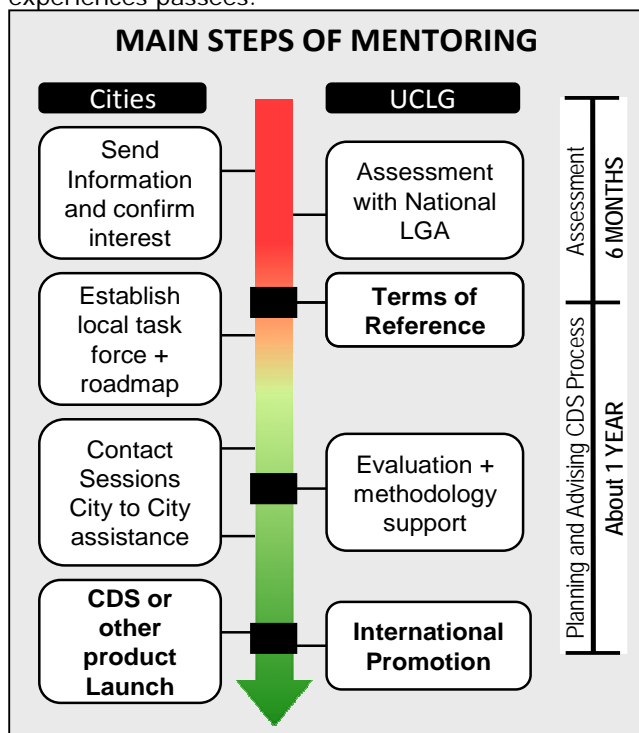 experiences passées.
MAIN STEPS OF MENTORING
Cities
UCLG
Send
Information
and confirm
interest
Assessment
with National
LGA
Establish
local task
force +
roadmap
Terms of
Reference
Contact
Sessions
City to City
assistance
Evaluation +
methodology
support
CDS or
other
product
Launch
International
Promotion
Assessment
6 MONTHS
Planning and Advising CDS Process
About 1 YEAR